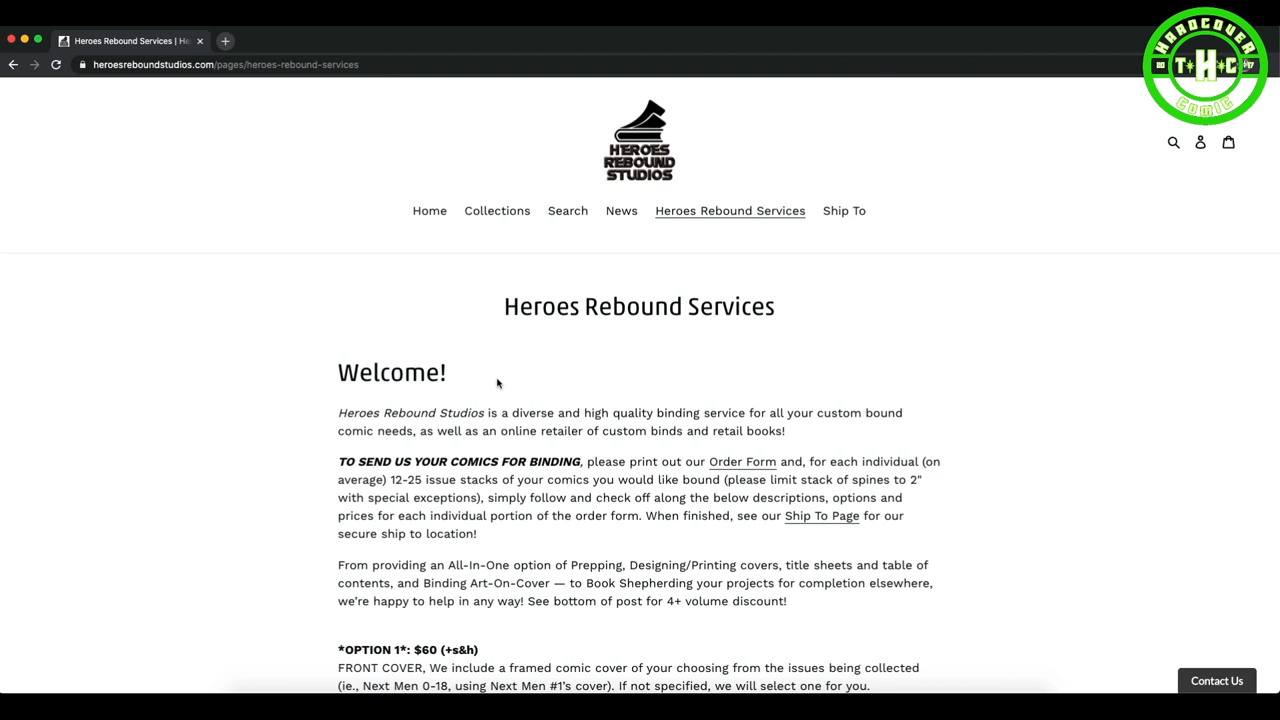 Heroes Rebound Services | He
heroesreboundstudios.com/pages/heroes-rebound-services
HARDCOVER
20 T*H*C 17
COMIC
HEROES
REBOUND
STUDIOS
Home Collections Search News Heroes Rebound Services Ship To
Heroes Rebound Services
Welcome!
Heroes Rebound Studios is a diverse and high quality binding service for all your custom bound
comic needs, as well as an online retailer of custom binds and retail books!
TO SEND US YOUR COMICS FOR BINDING, please print out our Order Form and, for each individual (on
average) 12-25 issue stacks of your comics you would like bound (please limit stack of spines to 2"
with special exceptions), simply follow and check off along the below descriptions, options and
prices for each individual portion of the order form. When finished, see our Ship To Page for our
secure ship to location!
From providing an All-In-One option of Prepping, Designing/Printing covers, title sheets and table of
contents, and Binding Art-On-Cover — to Book Shepherding your projects for completion elsewhere,
we’re happy to help in any way! See bottom of post for 4+ volume discount!
*OPTION 1*: $60 (+s&h)
FRONT COVER, We include a framed comic cover of your choosing from the issues being collected
(ie., Next Men 0-18, using Next Men #1’s cover). If not specified, we will select one for you.
Contact Us